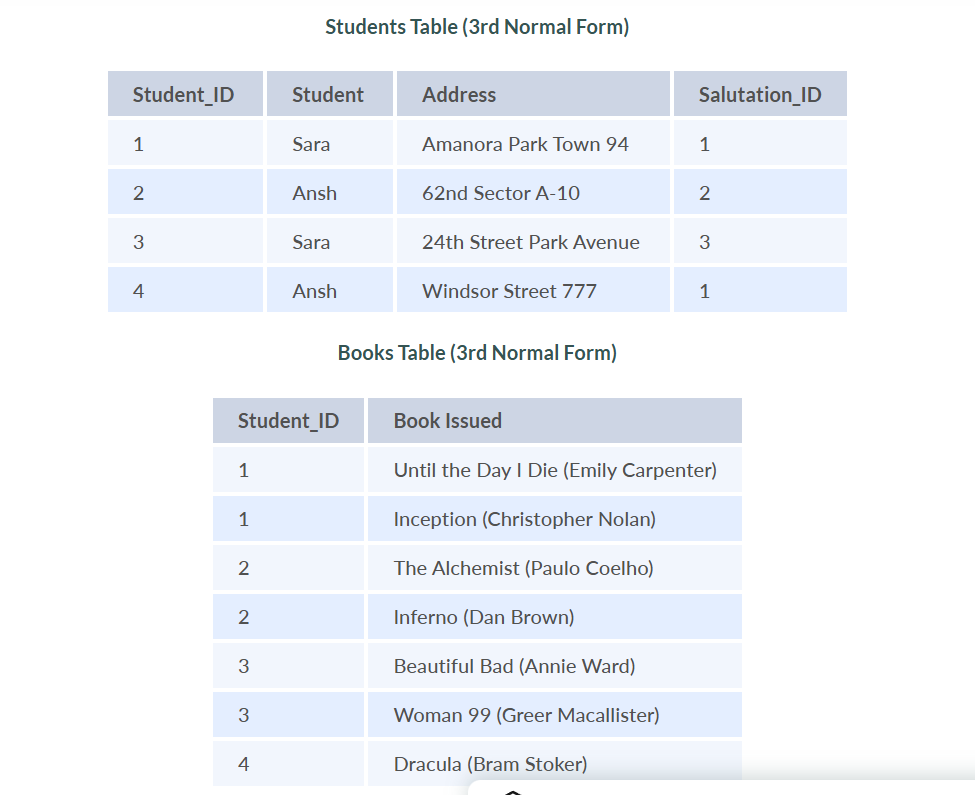 Students Table (3rd Normal Form)
Student_ID Student Address Salutation_ID
1 Sara Amanora Park Town 94 1
2 Ansh 62nd Sector A-10 2
3 Sara 24th Street Park Avenue 3
4 Ansh Windsor Street 777 1
Books Table (3rd Normal Form)
Student_ID Book Issued
1 Until the Day I Die (Emily Carpenter)
1 Inception (Christopher Nolan)
2 The Alchemist (Paulo Coelho)
2 Inferno (Dan Brown)
3 Beautiful Bad (Annie Ward)
3 Woman 99 (Greer Macallister)
4 Dracula (Bram Stoker)